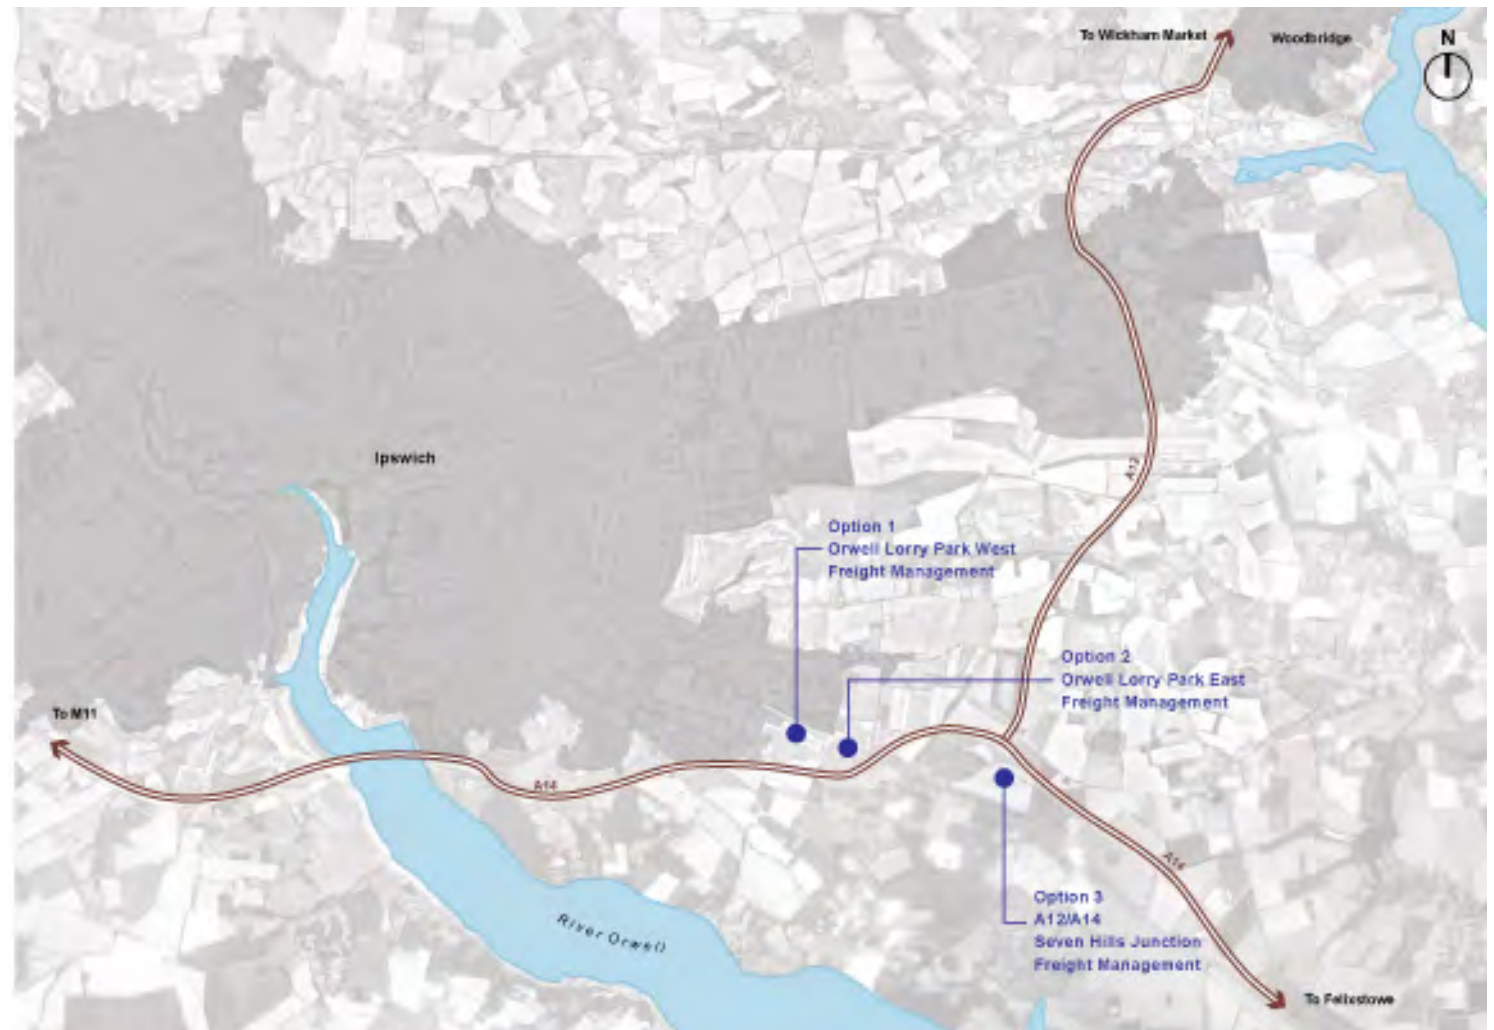 To Wickham Market
Woodbridge
N
Ipswich
A12
Option 1
Orwell Lorry Park West
Freight Management
Option 2
Orwell Lorry Park East
Freight Management
To M11
A14
A14
Option 3
A12/A14
Seven Hills Junction
Freight Management
River Orwell
To Felixstowe